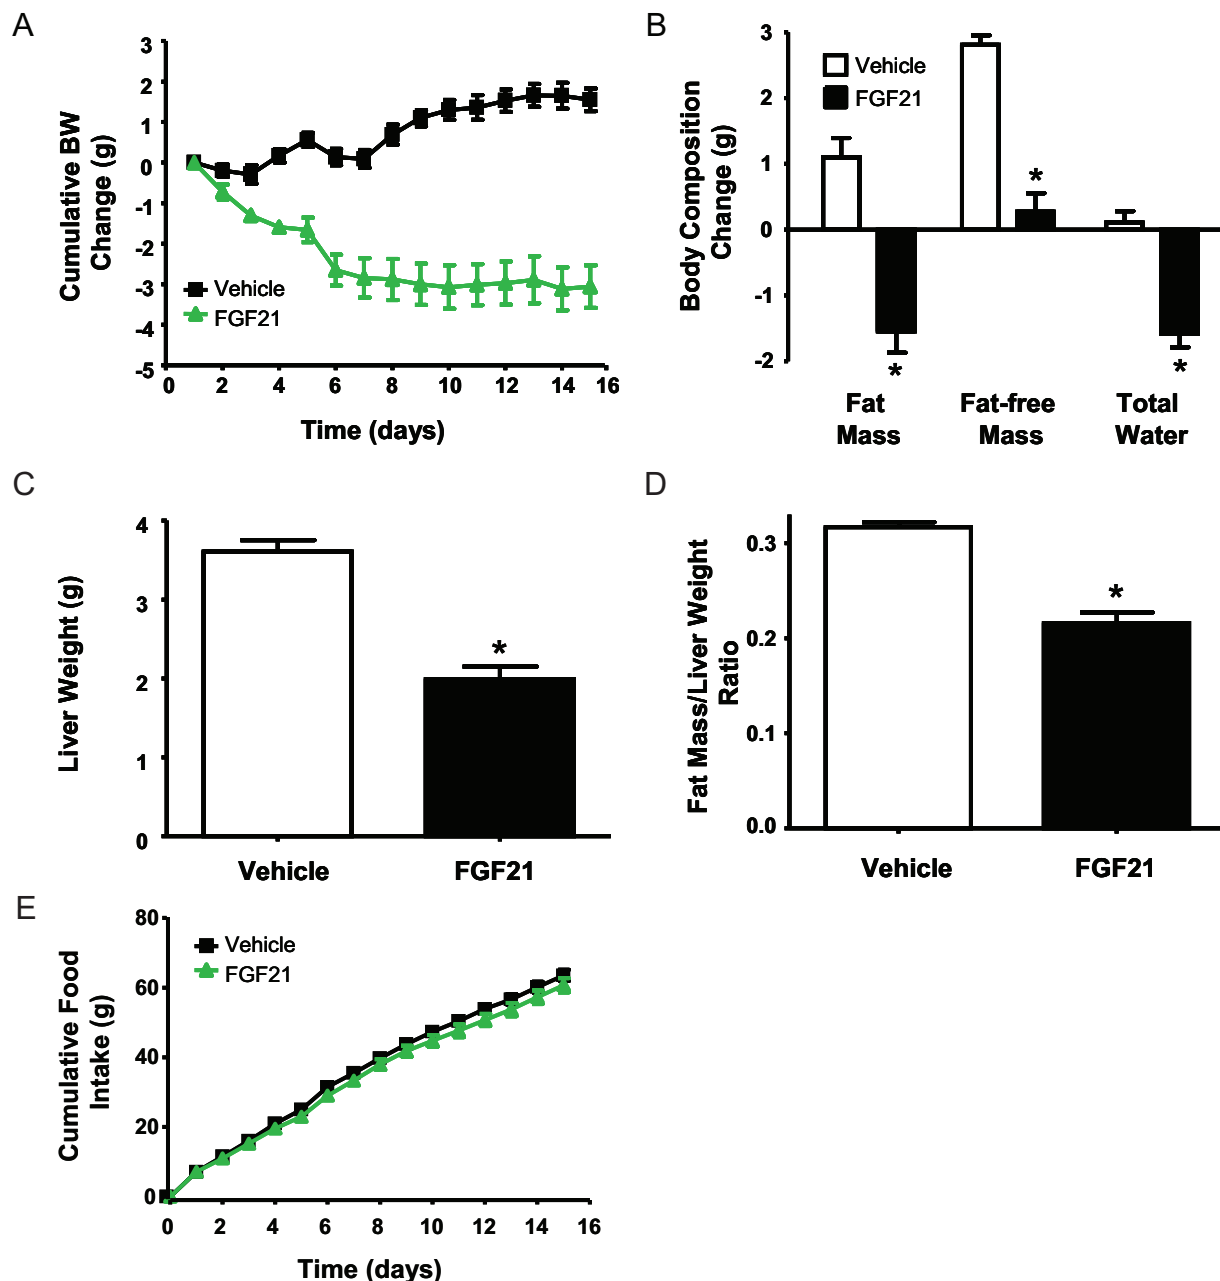 A
3
2
1
0
-1
-2
-3
-4
-5
Cumulative BW
Change (g)
Vehicle
FGF21
0 2 4 6 8 10 12 14 16
Time (days)
B
3
2
1
0
-1
-2
Body Composition
Change (g)
Vehicle
FGF21
*
*
*
Fat
Mass
Fat-free
Mass
Total
Water
C
4
3
2
1
0
Liver Weight (g)
*
Vehicle FGF21
D
0.3
0.2
0.1
0.0
Fat Mass/Liver Weight
Ratio
*
Vehicle FGF21
E
80
60
40
20
0
Cumulative Food
Intake (g)
Vehicle
FGF21
0 2 4 6 8 10 12 14 16
Time (days)